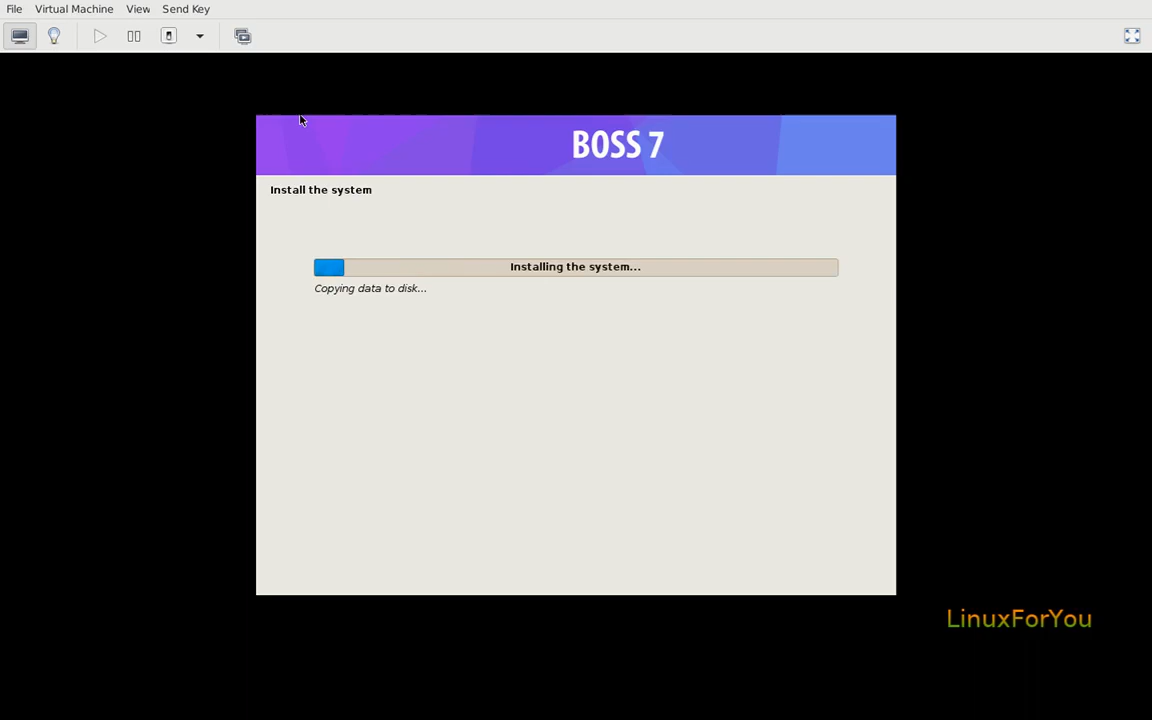 File Virtual Machine View Send Key
BOSS 7
Install the system
Installing the system...
Copying data to disk...
LinuxForYou